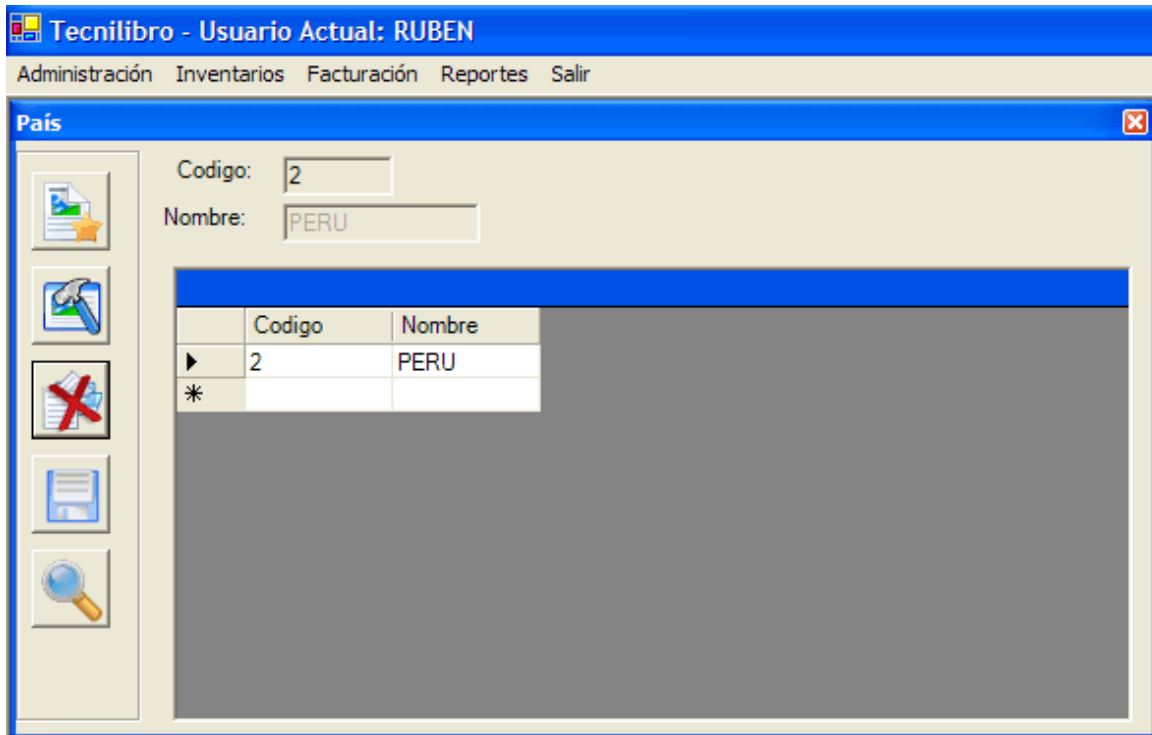 Tecnilibro - Usuario Actual: RUBEN
Administración Inventarios Facturación Reportes Salir
País
Codigo: 2
Nombre: PERU
Codigo Nombre
2 PERU